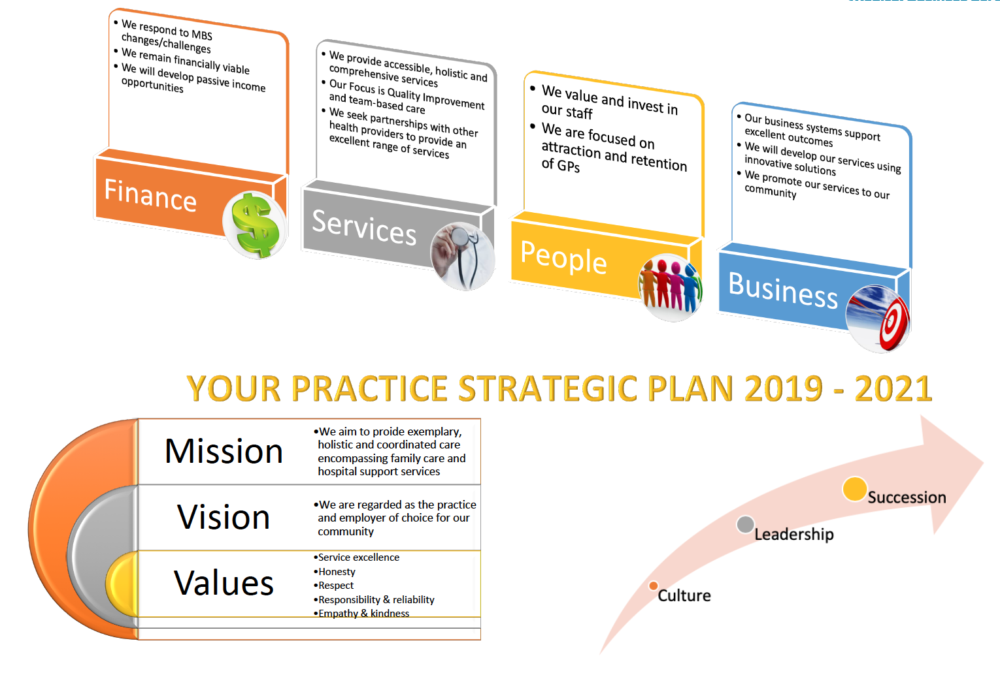 • We respond to MBS
changes/challenges
• We remain financially viable
• We will develop passive income
opportunities
Finance
• We provide accessible, holistic and
comprehensive services
• Our Focus is Quality Improvement
and team-based care
• We seek partnerships with other
health providers to provide an
excellent range of services
Services
• We value and invest in
our staff
• We are focused on
attraction and retention
of GPs
People
• Our business systems support
excellent outcomes
• We will develop our services using
innovative solutions
• We promote our services to our
community
Business
YOUR PRACTICE STRATEGIC PLAN 2019 - 2021
Mission
•We aim to proide exemplary,
holistic and coordinated care
encompassing family care and
hospital support services
Vision
•We are regarded as the practice
and employer of choice for our
community
Values
•Service excellence
•Honesty
•Respect
•Responsibility & reliability
•Empathy & kindness
Succession
Leadership
Culture